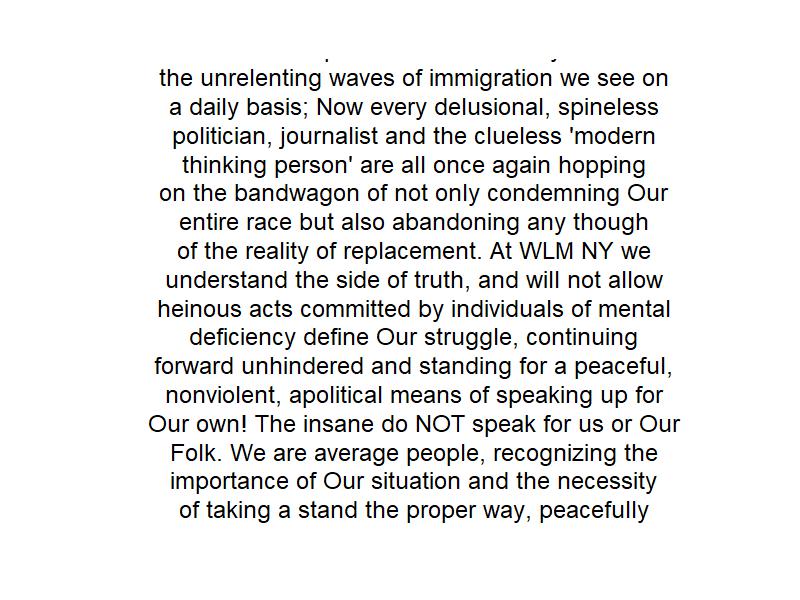 the unrelenting waves of immigration we see on
a daily basis; Now every delusional, spineless
politician, journalist and the clueless 'modern
thinking person' are all once again hopping
on the bandwagon of not only condemning Our
entire race but also abandoning any though
of the reality of replacement. At WLM NY we
understand the side of truth, and will not allow
heinous acts committed by individuals of mental
deficiency define Our struggle, continuing
forward unhindered and standing for a peaceful,
nonviolent, apolitical means of speaking up for
Our own! The insane do NOT speak for us or Our
Folk. We are average people, recognizing the
importance of Our situation and the necessity
of taking a stand the proper way, peacefully